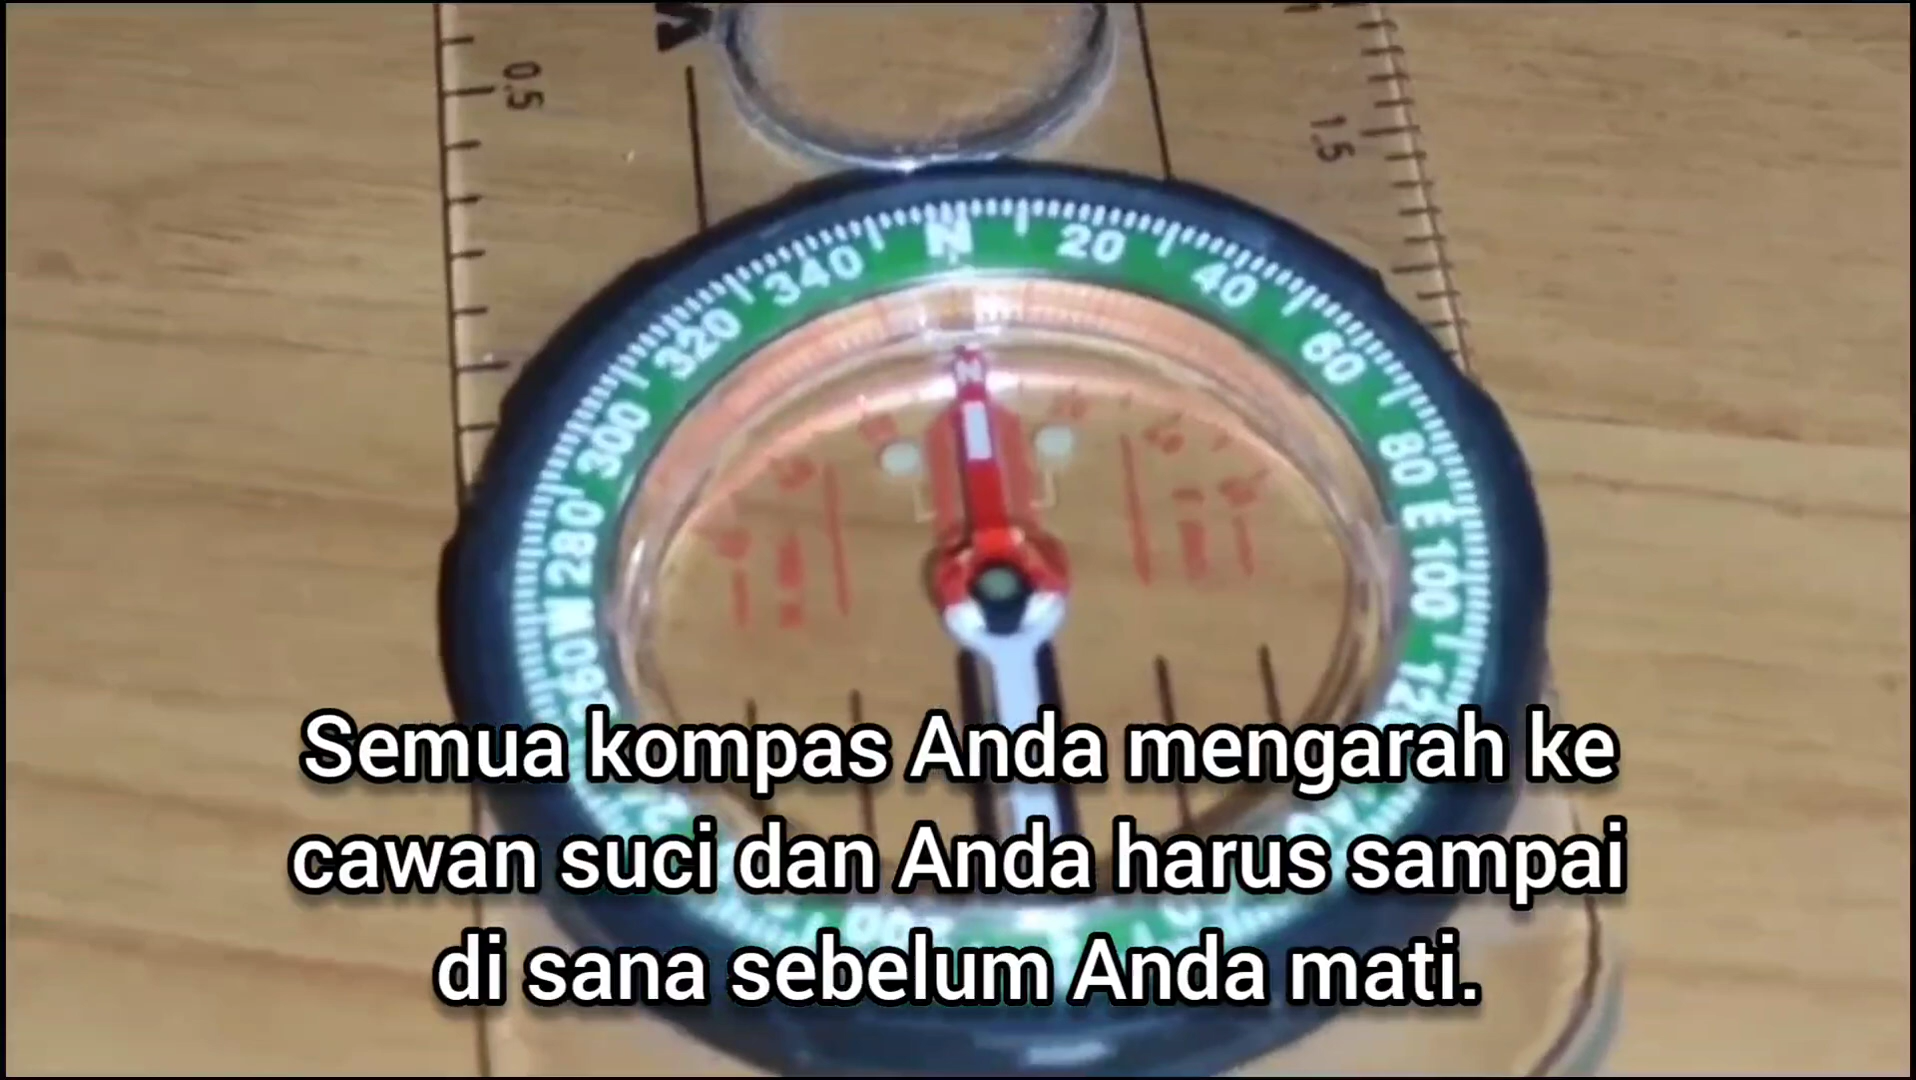 0.5
1.5
N
20
40
60
80
E
100
340
320
300
280
W
260
N
Semua kompas Anda mengarah ke
cawan suci dan Anda harus sampai
di sana sebelum Anda mati.